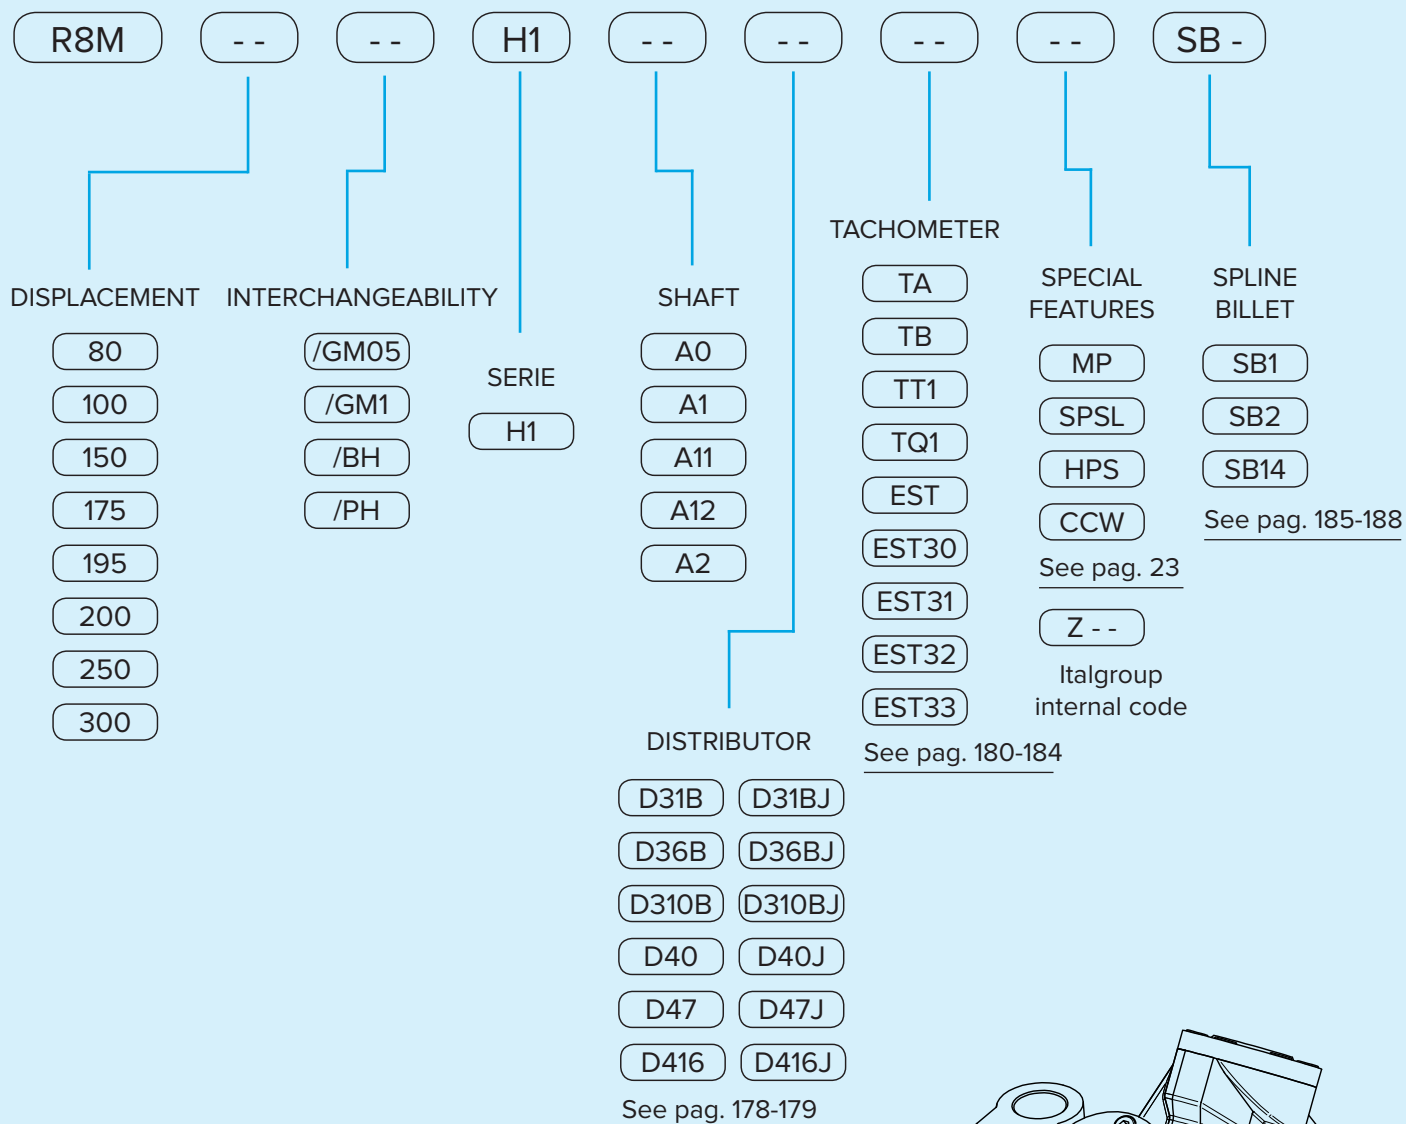 R8M - - - - H1 - - - - - - - - SB -
DISPLACEMENT
80
100
150
175
195
200
250
300
INTERCHANGEABILITY
/GM05
/GM1
/BH
/PH
SERIE
H1
SHAFT
A0
A1
A11
A12
A2
DISTRIBUTOR
D31B D31BJ
D36B D36BJ
D310B D310BJ
D40 D40J
D47 D47J
D416 D416J
See pag. 178-179
TACHOMETER
TA
TB
TT1
TQ1
EST
EST30
EST31
EST32
EST33
See pag. 180-184
SPECIAL
FEATURES
MP
SPSL
HPS
CCW
See pag. 23
Z - -
Italgroup
internal code
SPLINE
BILLET
SB1
SB2
SB14
See pag. 185-188